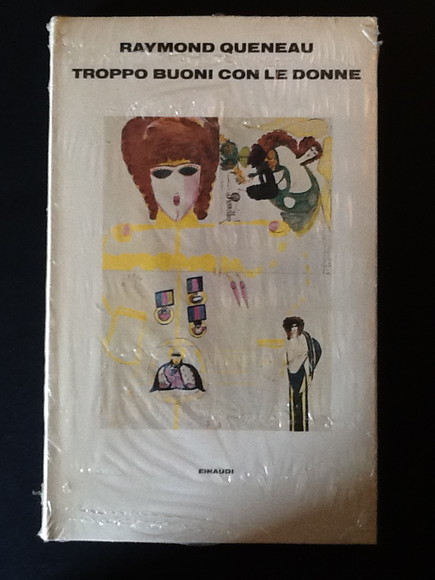 RAYMOND QUENEAU
TROPPO BUONI CON LE DONNE
EINAUDI